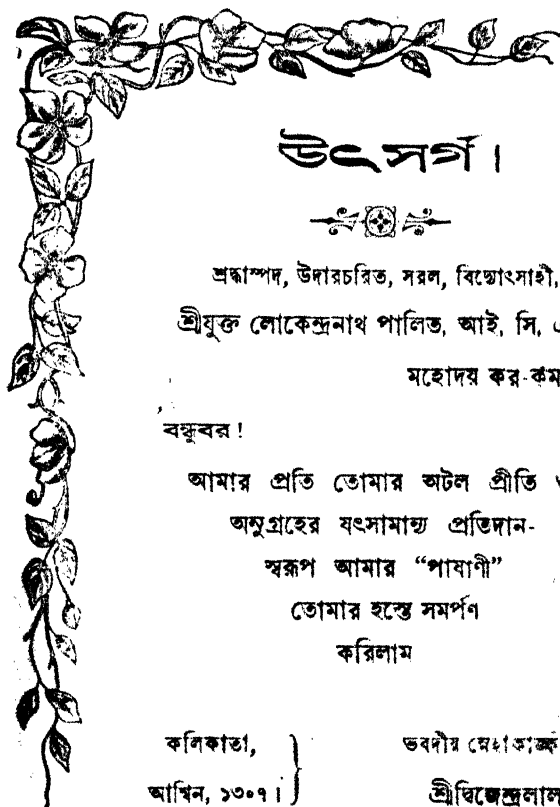 উৎসর্গ।
শ্রদ্ধাস্পদ, উদারচরিত, সরল, বিদ্যোৎসাহী,
শ্রীযুক্ত লোকেন্দ্রনাথ পালিত, আই, সি,
মহোদয় কর-কম
বন্ধুবর!
আমার প্রতি তোমার অটল প্রীতি
অনুগ্রহের যৎসামান্য প্রতিদান-
স্বরূপ আমার “পাষাণী”
তোমার হস্তে সমর্পণ
করিলাম
কলিকাতা,
আশ্বিন, ১৩০৭।
ভবদীয় স্নেহাকাঙ্ক্ষ
শ্রীদ্বিজেন্দ্রলাল